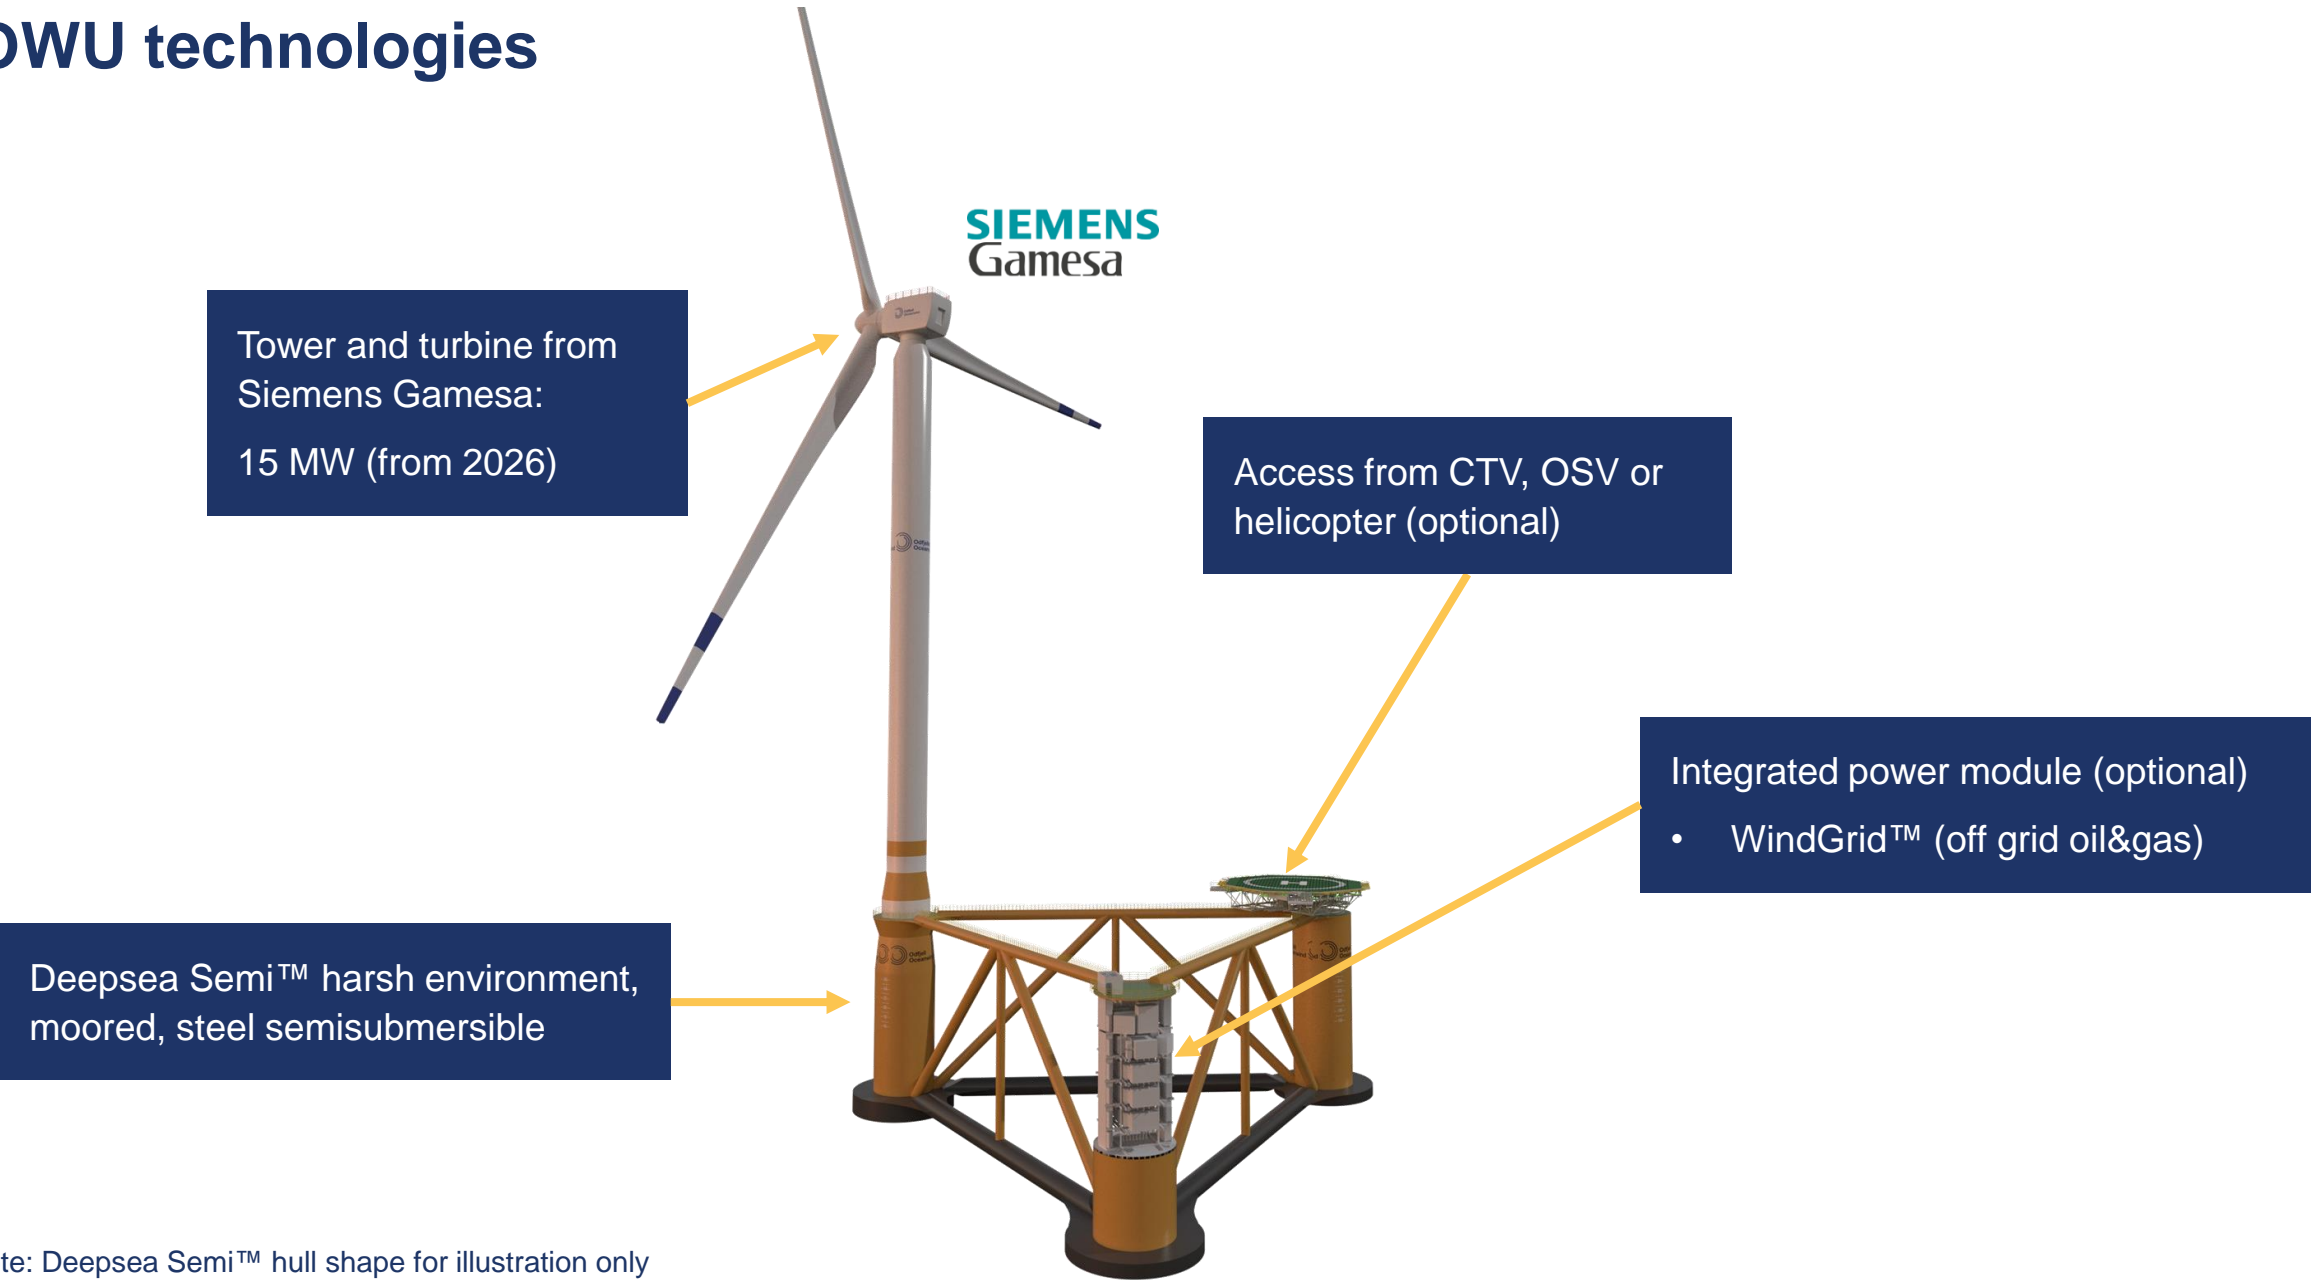 OWU technologies
SIEMENS
Gamesa
Tower and turbine from
Siemens Gamesa:
15 MW (from 2026)
Access from CTV, OSV or
helicopter (optional)
Integrated power module (optional)
• WindGrid™ (off grid oil&gas)
Deepsea Semi™ harsh environment,
moored, steel semisubmersible
te: Deepsea Semi™ hull shape for illustration only